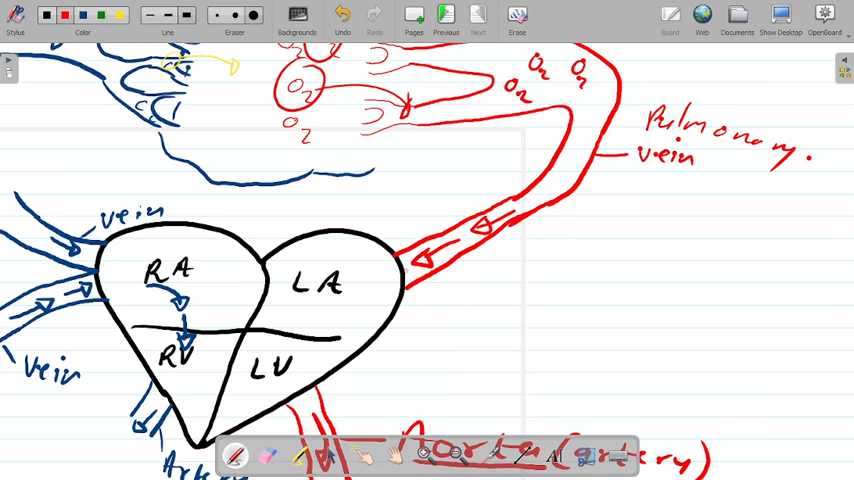 Stylus
Color
Line
Eraser
Backgrounds
Undo
Redo
Pages
Previous
Next
Erase
Board
Web
Documents
Show Desktop
OpenBoard
O2
O2
O2
O2
O2
Pulmonary
vein
vein
RA
LA
RV
LV
vein
Aorta (artery)